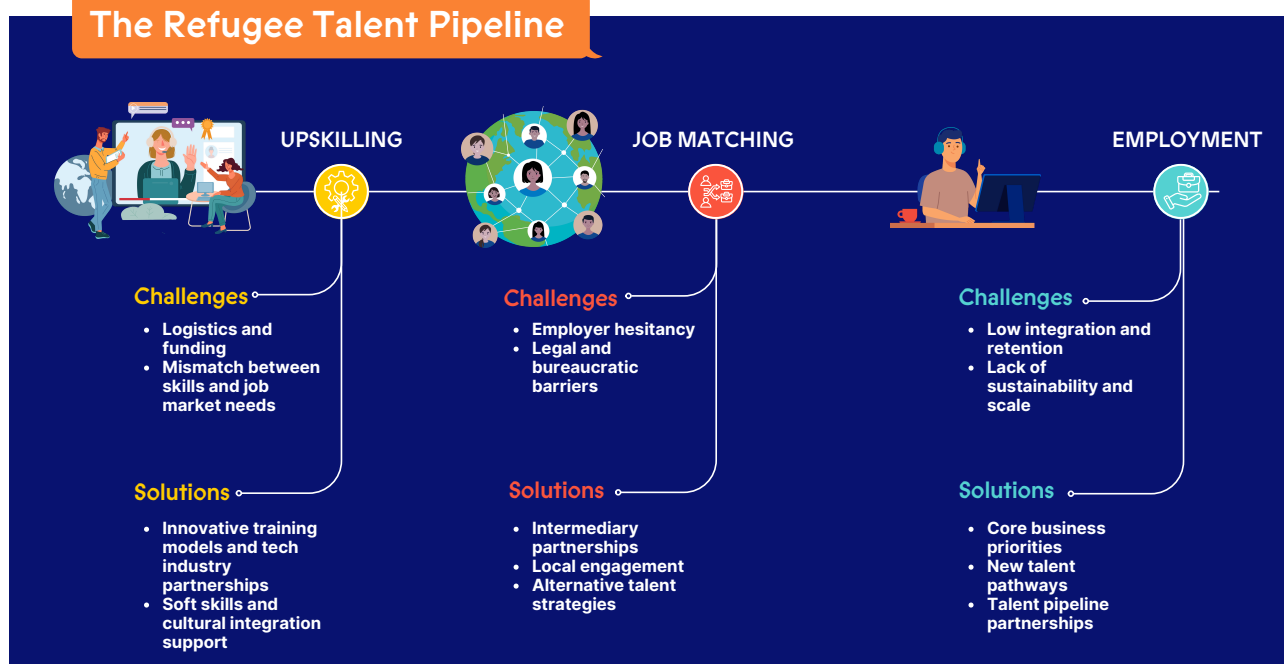 The Refugee Talent Pipeline
UPSKILLING
JOB MATCHING
EMPLOYMENT
Challenges
• Logistics and
funding
• Mismatch between
skills and job
market needs
Challenges
• Employer hesitancy
• Legal and
bureaucratic
barriers
Challenges
• Low integration and
retention
• Lack of
sustainability and
scale
Solutions
• Innovative training
models and tech
industry
partnerships
• Soft skills and
cultural integration
support
Solutions
• Intermediary
partnerships
• Local engagement
• Alternative talent
strategies
Solutions
• Core business
priorities
• New talent
pathways
• Talent pipeline
partnerships